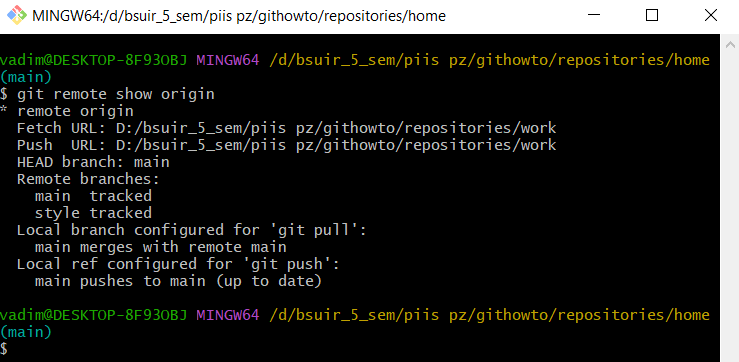 MINGW64:/d/bsuir_5_sem/piis pz/githowto/repositories/home
vadim@DESKTOP-8F93OBJ MINGW64 /d/bsuir_5_sem/piis pz/githowto/repositories/home
(main)
$ git remote show origin
* remote origin
  Fetch URL: D:/bsuir_5_sem/piis pz/githowto/repositories/work
  Push  URL: D:/bsuir_5_sem/piis pz/githowto/repositories/work
  HEAD branch: main
  Remote branches:
    main  tracked
    style tracked
  Local branch configured for 'git pull':
    main merges with remote main
  Local ref configured for 'git push':
    main pushes to main (up to date)
vadim@DESKTOP-8F93OBJ MINGW64 /d/bsuir_5_sem/piis pz/githowto/repositories/home
(main)
$